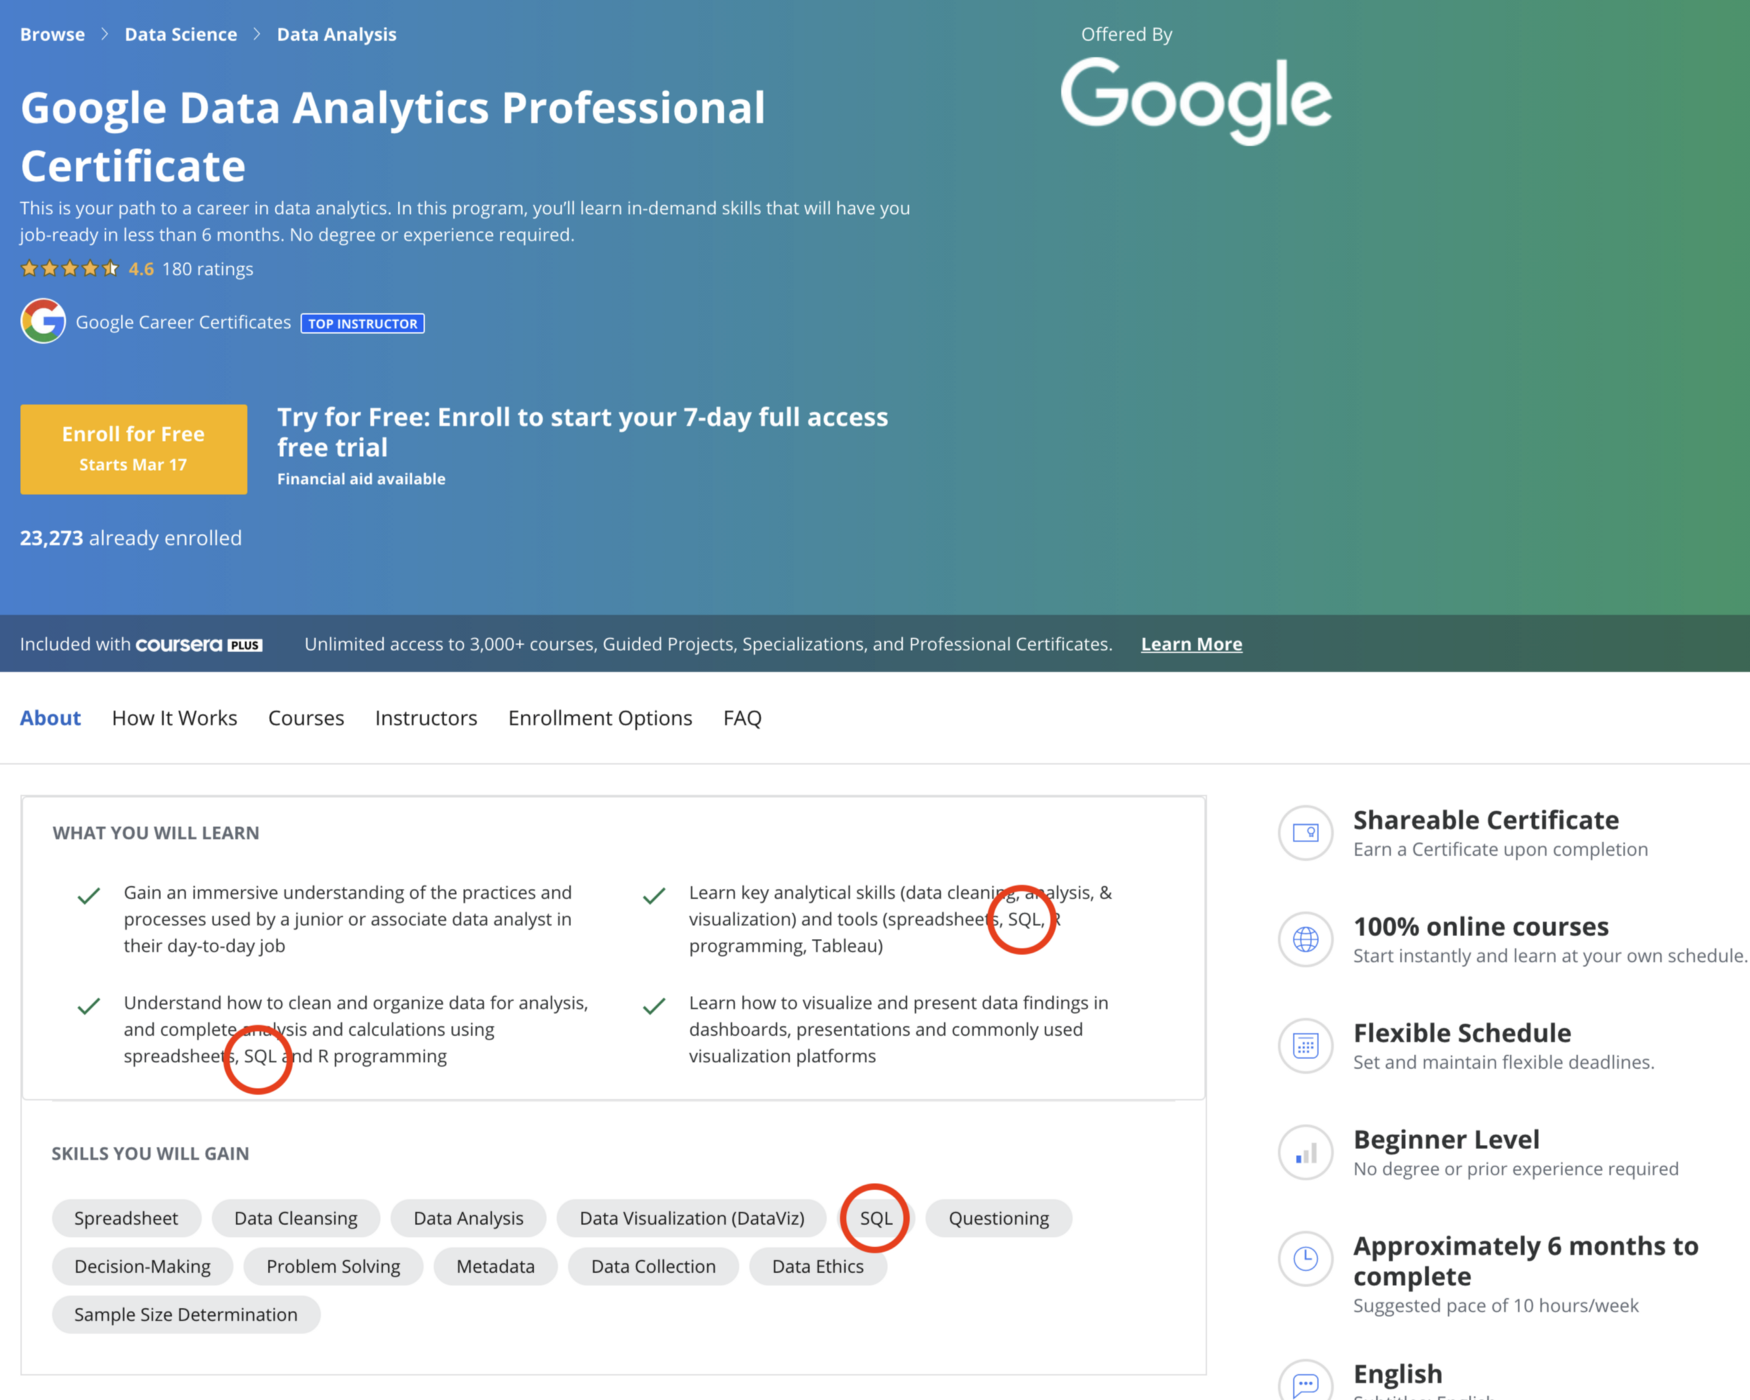 Browse > Data Science > Data Analysis
Offered By
Google
Google Data Analytics Professional
Certificate
This is your path to a career in data analytics. In this program, you'll learn in-demand skills that will have you
job-ready in less than 6 months. No degree or experience required.
4.6 180 ratings
Google Career Certificates TOP INSTRUCTOR
Enroll for Free
Starts Mar 17
Try for Free: Enroll to start your 7-day full access
free trial
Financial aid available
23,273 already enrolled
Included with coursera PLUS Unlimited access to 3,000+ courses, Guided Projects, Specializations, and Professional Certificates. Learn More
About How It Works Courses Instructors Enrollment Options FAQ
WHAT YOU WILL LEARN
Gain an immersive understanding of the practices and
processes used by a junior or associate data analyst in
their day-to-day job
Learn key analytical skills (data cleaning, analysis, &
visualization) and tools (spreadsheets, SQL, R
programming, Tableau)
Understand how to clean and organize data for analysis,
and complete analysis and calculations using
spreadsheets, SQL and R programming
Learn how to visualize and present data findings in
dashboards, presentations and commonly used
visualization platforms
SKILLS YOU WILL GAIN
Spreadsheet Data Cleansing Data Analysis Data Visualization (DataViz) SQL Questioning
Decision-Making Problem Solving Metadata Data Collection Data Ethics
Sample Size Determination
Shareable Certificate
Earn a Certificate upon completion
100% online courses
Start instantly and learn at your own schedule.
Flexible Schedule
Set and maintain flexible deadlines.
Beginner Level
No degree or prior experience required
Approximately 6 months to
complete
Suggested pace of 10 hours/week
English